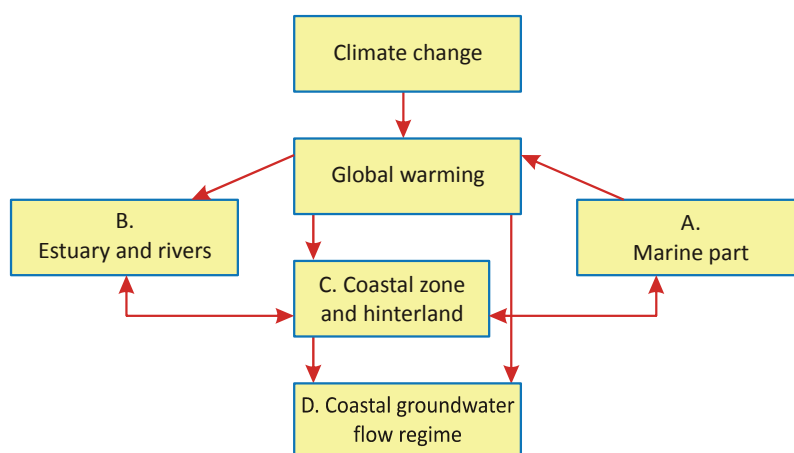 Climate change
Global warming
B.
Estuary and rivers
A.
Marine part
C. Coastal zone
and hinterland
D. Coastal groundwater
flow regime